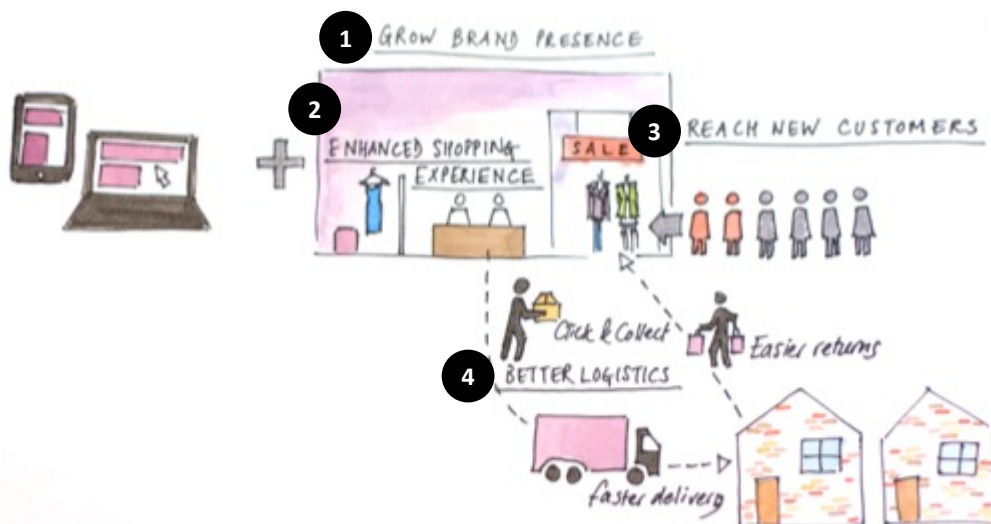 1 GROW BRAND PRESENCE
2
ENHANCED SHOPPING
EXPERIENCE
SALE
3 REACH NEW CUSTOMERS
Click & Collect
Easier returns
4 BETTER LOGISTICS
faster delivery